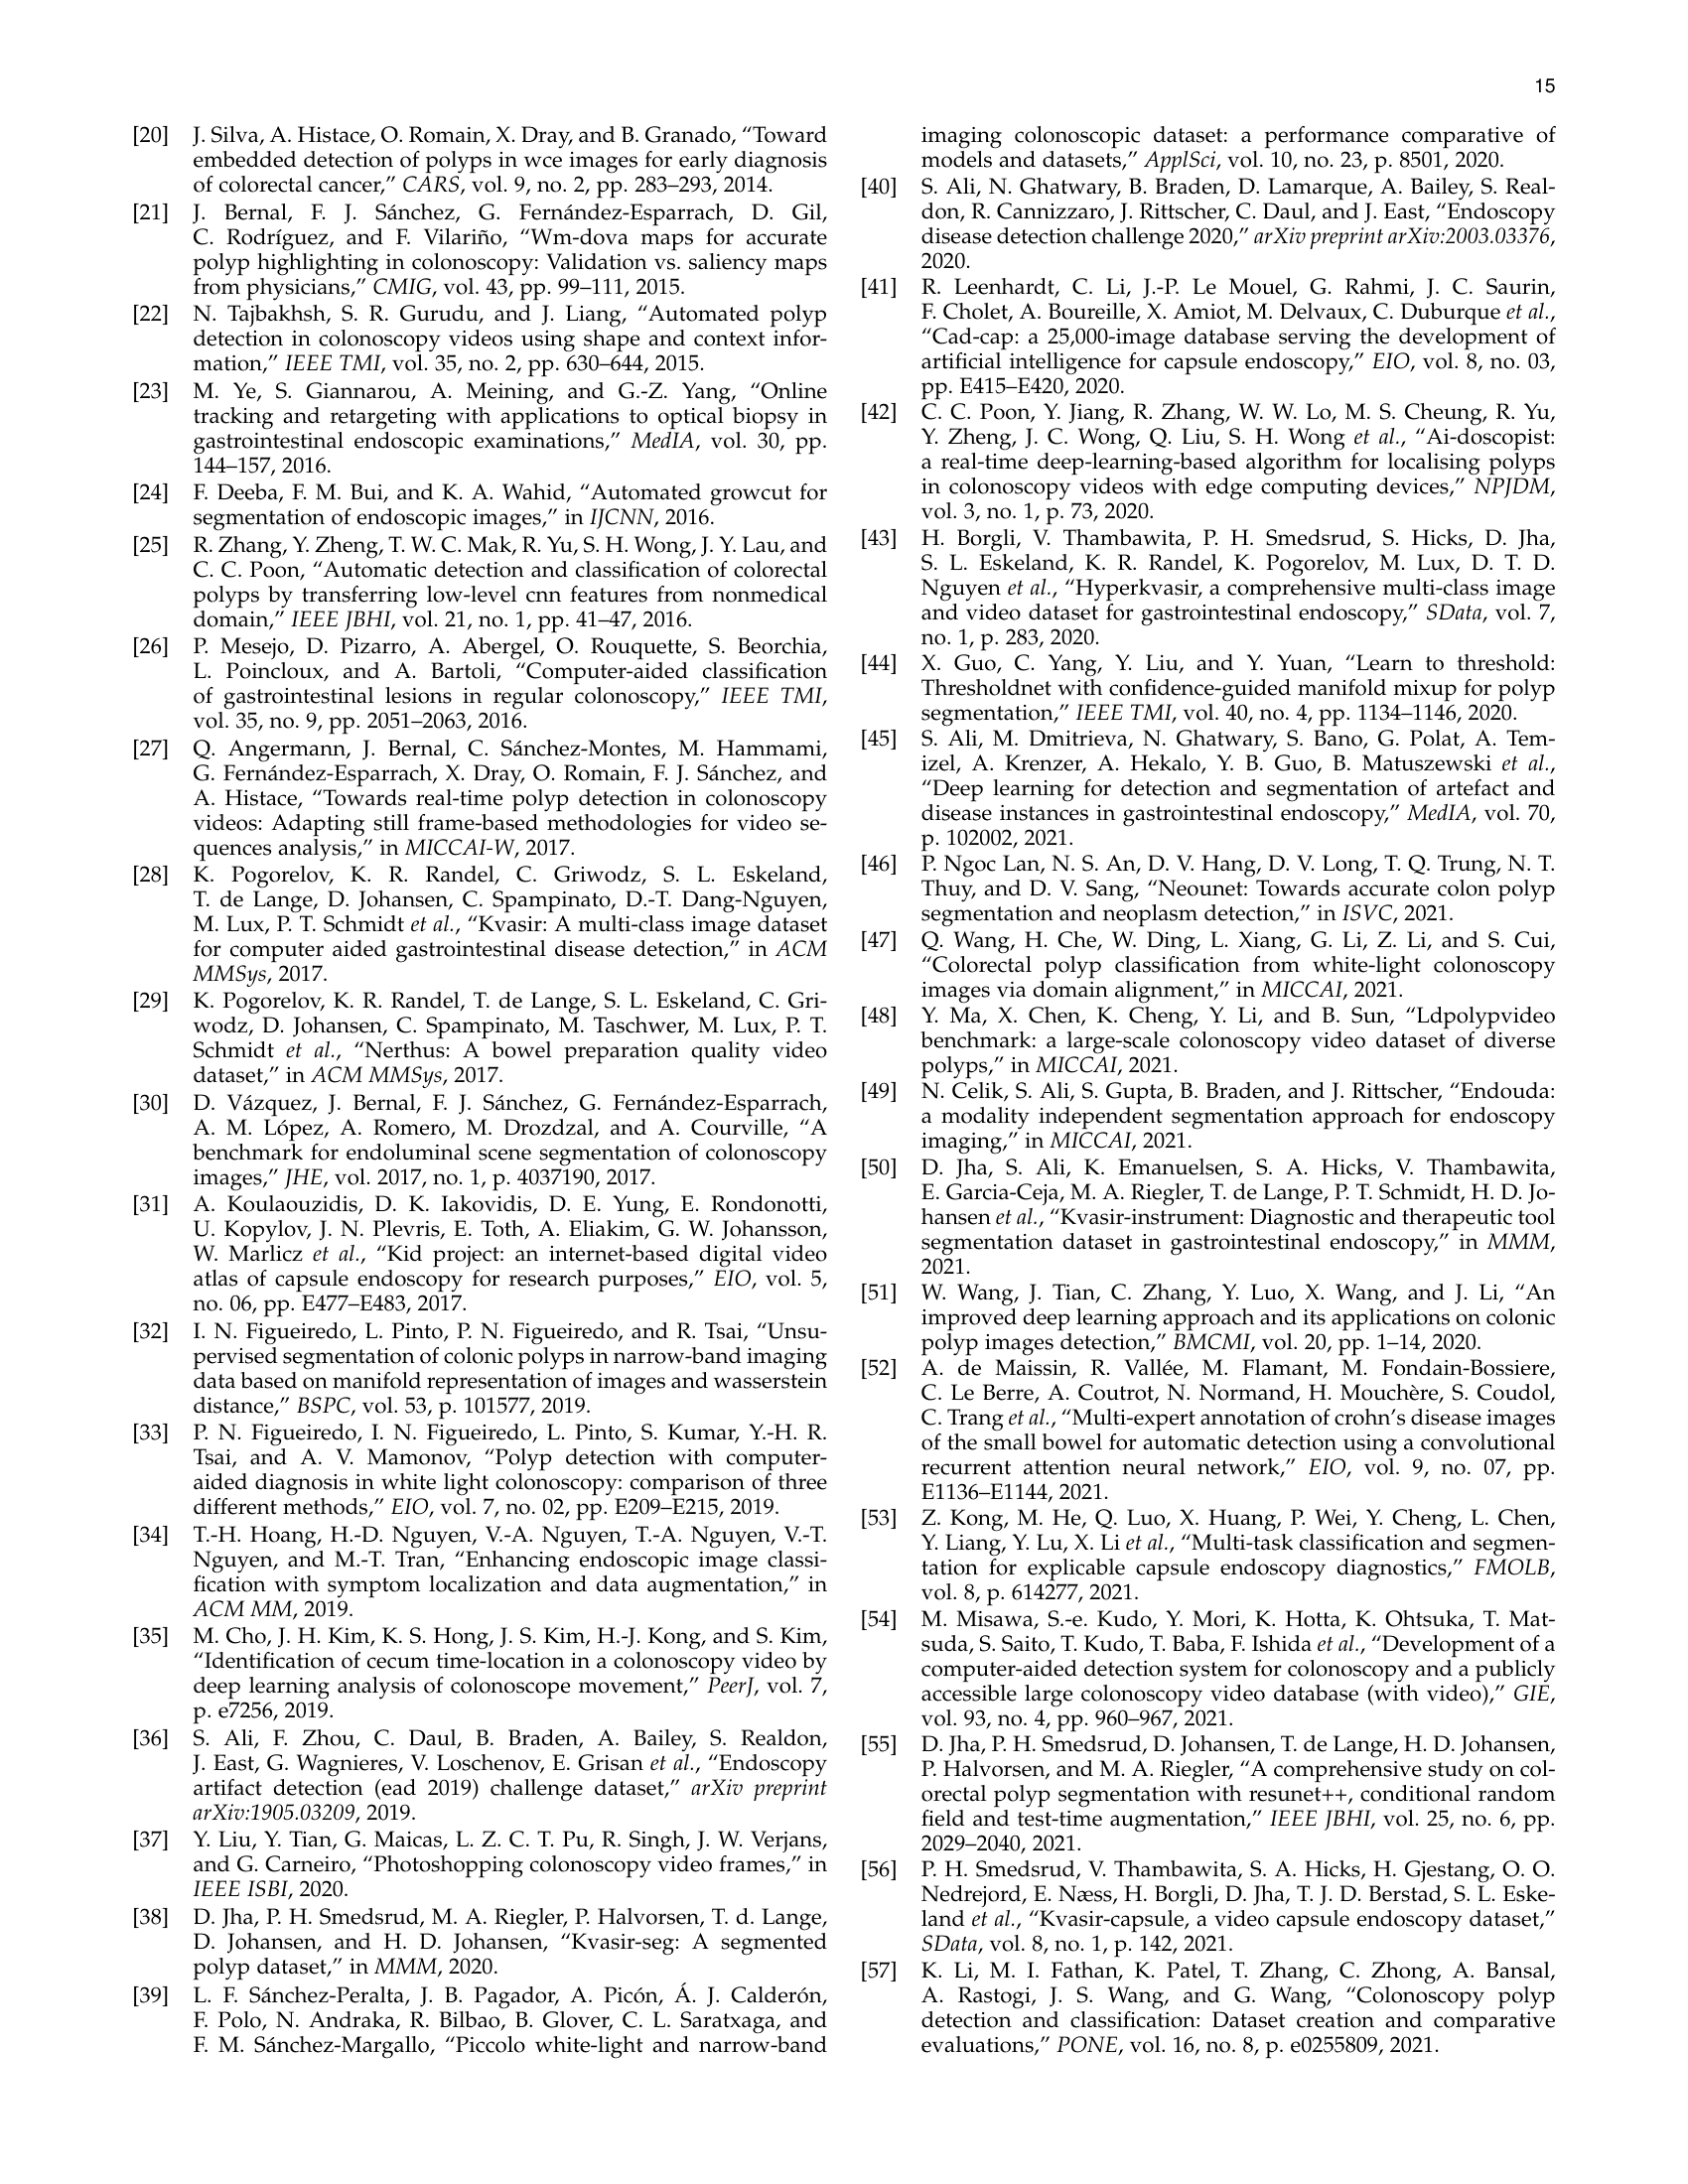 15
[20] J. Silva, A. Histace, O. Romain, X. Dray, and B. Granado, “Toward
embedded detection of polyps in wce images for early diagnosis
of colorectal cancer,” CARS, vol. 9, no. 2, pp. 283–293, 2014.
[21] J. Bernal, F. J. Sánchez, G. Fernández-Esparrach, D. Gil,
C. Rodríguez, and F. Vilariño, “Wm-dova maps for accurate
polyp highlighting in colonoscopy: Validation vs. saliency maps
from physicians,” CMIG, vol. 43, pp. 99–111, 2015.
[22] N. Tajbakhsh, S. R. Gurudu, and J. Liang, “Automated polyp
detection in colonoscopy videos using shape and context infor-
mation,” IEEE TMI, vol. 35, no. 2, pp. 630–644, 2015.
[23] M. Ye, S. Giannarou, A. Meining, and G.-Z. Yang, “Online
tracking and retargeting with applications to optical biopsy in
gastrointestinal endoscopic examinations,” MedIA, vol. 30, pp.
144–157, 2016.
[24] F. Deeba, F. M. Bui, and K. A. Wahid, “Automated growcut for
segmentation of endoscopic images,” in IJCNN, 2016.
[25] R. Zhang, Y. Zheng, T. W. C. Mak, R. Yu, S. H. Wong, J. Y. Lau, and
C. C. Poon, “Automatic detection and classification of colorectal
polyps by transferring low-level cnn features from nonmedical
domain,” IEEE JBHI, vol. 21, no. 1, pp. 41–47, 2016.
[26] P. Mesejo, D. Pizarro, A. Abergel, O. Rouquette, S. Beorchia,
L. Poincloux, and A. Bartoli, “Computer-aided classification
of gastrointestinal lesions in regular colonoscopy,” IEEE TMI,
vol. 35, no. 9, pp. 2051–2063, 2016.
[27] Q. Angermann, J. Bernal, C. Sánchez-Montes, M. Hammami,
G. Fernández-Esparrach, X. Dray, O. Romain, F. J. Sánchez, and
A. Histace, “Towards real-time polyp detection in colonoscopy
videos: Adapting still frame-based methodologies for video se-
quences analysis,” in MICCAI-W, 2017.
[28] K. Pogorelov, K. R. Randel, C. Griwodz, S. L. Eskeland,
T. de Lange, D. Johansen, C. Spampinato, D.-T. Dang-Nguyen,
M. Lux, P. T. Schmidt et al., “Kvasir: A multi-class image dataset
for computer aided gastrointestinal disease detection,” in ACM
MMSys, 2017.
[29] K. Pogorelov, K. R. Randel, T. de Lange, S. L. Eskeland, C. Gri-
wodz, D. Johansen, C. Spampinato, M. Taschwer, M. Lux, P. T.
Schmidt et al., “Nerthus: A bowel preparation quality video
dataset,” in ACM MMSys, 2017.
[30] D. Vázquez, J. Bernal, F. J. Sánchez, G. Fernández-Esparrach,
A. M. López, A. Romero, M. Drozdzal, and A. Courville, “A
benchmark for endoluminal scene segmentation of colonoscopy
images,” JHE, vol. 2017, no. 1, p. 4037190, 2017.
[31] A. Koulaouzidis, D. K. Iakovidis, D. E. Yung, E. Rondonotti,
U. Kopylov, J. N. Plevris, E. Toth, A. Eliakim, G. W. Johansson,
W. Marlicz et al., “Kid project: an internet-based digital video
atlas of capsule endoscopy for research purposes,” EIO, vol. 5,
no. 06, pp. E477–E483, 2017.
[32] I. N. Figueiredo, L. Pinto, P. N. Figueiredo, and R. Tsai, “Unsu-
pervised segmentation of colonic polyps in narrow-band imaging
data based on manifold representation of images and wasserstein
distance,” BSPC, vol. 53, p. 101577, 2019.
[33] P. N. Figueiredo, I. N. Figueiredo, L. Pinto, S. Kumar, Y.-H. R.
Tsai, and A. V. Mamonov, “Polyp detection with computer-
aided diagnosis in white light colonoscopy: comparison of three
different methods,” EIO, vol. 7, no. 02, pp. E209–E215, 2019.
[34] T.-H. Hoang, H.-D. Nguyen, V.-A. Nguyen, T.-A. Nguyen, V.-T.
Nguyen, and M.-T. Tran, “Enhancing endoscopic image classi-
fication with symptom localization and data augmentation,” in
ACM MM, 2019.
[35] M. Cho, J. H. Kim, K. S. Hong, J. S. Kim, H.-J. Kong, and S. Kim,
“Identification of cecum time-location in a colonoscopy video by
deep learning analysis of colonoscope movement,” PeerJ, vol. 7,
p. e7256, 2019.
[36] S. Ali, F. Zhou, C. Daul, B. Braden, A. Bailey, S. Realdon,
J. East, G. Wagnieres, V. Loschenov, E. Grisan et al., “Endoscopy
artifact detection (ead 2019) challenge dataset,” arXiv preprint
arXiv:1905.03209, 2019.
[37] Y. Liu, Y. Tian, G. Maicas, L. Z. C. T. Pu, R. Singh, J. W. Verjans,
and G. Carneiro, “Photoshopping colonoscopy video frames,” in
IEEE ISBI, 2020.
[38] D. Jha, P. H. Smedsrud, M. A. Riegler, P. Halvorsen, T. d. Lange,
D. Johansen, and H. D. Johansen, “Kvasir-seg: A segmented
polyp dataset,” in MMM, 2020.
[39] L. F. Sánchez-Peralta, J. B. Pagador, A. Picón, Á. J. Calderón,
F. Polo, N. Andraka, R. Bilbao, B. Glover, C. L. Saratxaga, and
F. M. Sánchez-Margallo, “Piccolo white-light and narrow-band
imaging colonoscopic dataset: a performance comparative of
models and datasets,” ApplSci, vol. 10, no. 23, p. 8501, 2020.
[40] S. Ali, N. Ghatwary, B. Braden, D. Lamarque, A. Bailey, S. Real-
don, R. Cannizzaro, J. Rittscher, C. Daul, and J. East, “Endoscopy
disease detection challenge 2020,” arXiv preprint arXiv:2003.03376,
2020.
[41] R. Leenhardt, C. Li, J.-P. Le Mouel, G. Rahmi, J. C. Saurin,
F. Cholet, A. Boureille, X. Amiot, M. Delvaux, C. Duburque et al.,
“Cad-cap: a 25,000-image database serving the development of
artificial intelligence for capsule endoscopy,” EIO, vol. 8, no. 03,
pp. E415–E420, 2020.
[42] C. C. Poon, Y. Jiang, R. Zhang, W. W. Lo, M. S. Cheung, R. Yu,
Y. Zheng, J. C. Wong, Q. Liu, S. H. Wong et al., “Ai-doscopist:
a real-time deep-learning-based algorithm for localising polyps
in colonoscopy videos with edge computing devices,” NPJDM,
vol. 3, no. 1, p. 73, 2020.
[43] H. Borgli, V. Thambawita, P. H. Smedsrud, S. Hicks, D. Jha,
S. L. Eskeland, K. R. Randel, K. Pogorelov, M. Lux, D. T. D.
Nguyen et al., “Hyperkvasir, a comprehensive multi-class image
and video dataset for gastrointestinal endoscopy,” SData, vol. 7,
no. 1, p. 283, 2020.
[44] X. Guo, C. Yang, Y. Liu, and Y. Yuan, “Learn to threshold:
Thresholdnet with confidence-guided manifold mixup for polyp
segmentation,” IEEE TMI, vol. 40, no. 4, pp. 1134–1146, 2020.
[45] S. Ali, M. Dmitrieva, N. Ghatwary, S. Bano, G. Polat, A. Tem-
izel, A. Krenzer, A. Hekalo, Y. B. Guo, B. Matuszewski et al.,
“Deep learning for detection and segmentation of artefact and
disease instances in gastrointestinal endoscopy,” MedIA, vol. 70,
p. 102002, 2021.
[46] P. Ngoc Lan, N. S. An, D. V. Hang, D. V. Long, T. Q. Trung, N. T.
Thuy, and D. V. Sang, “Neounet: Towards accurate colon polyp
segmentation and neoplasm detection,” in ISVC, 2021.
[47] Q. Wang, H. Che, W. Ding, L. Xiang, G. Li, Z. Li, and S. Cui,
“Colorectal polyp classification from white-light colonoscopy
images via domain alignment,” in MICCAI, 2021.
[48] Y. Ma, X. Chen, K. Cheng, Y. Li, and B. Sun, “Ldpolypvideo
benchmark: a large-scale colonoscopy video dataset of diverse
polyps,” in MICCAI, 2021.
[49] N. Celik, S. Ali, S. Gupta, B. Braden, and J. Rittscher, “Endouda:
a modality independent segmentation approach for endoscopy
imaging,” in MICCAI, 2021.
[50] D. Jha, S. Ali, K. Emanuelsen, S. A. Hicks, V. Thambawita,
E. Garcia-Ceja, M. A. Riegler, T. de Lange, P. T. Schmidt, H. D. Jo-
hansen et al., “Kvasir-instrument: Diagnostic and therapeutic tool
segmentation dataset in gastrointestinal endoscopy,” in MMM,
2021.
[51] W. Wang, J. Tian, C. Zhang, Y. Luo, X. Wang, and J. Li, “An
improved deep learning approach and its applications on colonic
polyp images detection,” BMCMI, vol. 20, pp. 1–14, 2020.
[52] A. de Maissin, R. Vallée, M. Flamant, M. Fondain-Bossiere,
C. Le Berre, A. Coutrot, N. Normand, H. Mouchère, S. Coudol,
C. Trang et al., “Multi-expert annotation of crohn’s disease images
of the small bowel for automatic detection using a convolutional
recurrent attention neural network,” EIO, vol. 9, no. 07, pp.
E1136–E1144, 2021.
[53] Z. Kong, M. He, Q. Luo, X. Huang, P. Wei, Y. Cheng, L. Chen,
Y. Liang, Y. Lu, X. Li et al., “Multi-task classification and segmen-
tation for explicable capsule endoscopy diagnostics,” FMOLB,
vol. 8, p. 614277, 2021.
[54] M. Misawa, S.-e. Kudo, Y. Mori, K. Hotta, K. Ohtsuka, T. Mat-
suda, S. Saito, T. Kudo, T. Baba, F. Ishida et al., “Development of a
computer-aided detection system for colonoscopy and a publicly
accessible large colonoscopy video database (with video),” GIE,
vol. 93, no. 4, pp. 960–967, 2021.
[55] D. Jha, P. H. Smedsrud, D. Johansen, T. de Lange, H. D. Johansen,
P. Halvorsen, and M. A. Riegler, “A comprehensive study on col-
orectal polyp segmentation with resunet++, conditional random
field and test-time augmentation,” IEEE JBHI, vol. 25, no. 6, pp.
2029–2040, 2021.
[56] P. H. Smedsrud, V. Thambawita, S. A. Hicks, H. Gjestang, O. O.
Nedrejord, E. Næss, H. Borgli, D. Jha, T. J. D. Berstad, S. L. Eske-
land et al., “Kvasir-capsule, a video capsule endoscopy dataset,”
SData, vol. 8, no. 1, p. 142, 2021.
[57] K. Li, M. I. Fathan, K. Patel, T. Zhang, C. Zhong, A. Bansal,
A. Rastogi, J. S. Wang, and G. Wang, “Colonoscopy polyp
detection and classification: Dataset creation and comparative
evaluations,” PONE, vol. 16, no. 8, p. e0255809, 2021.